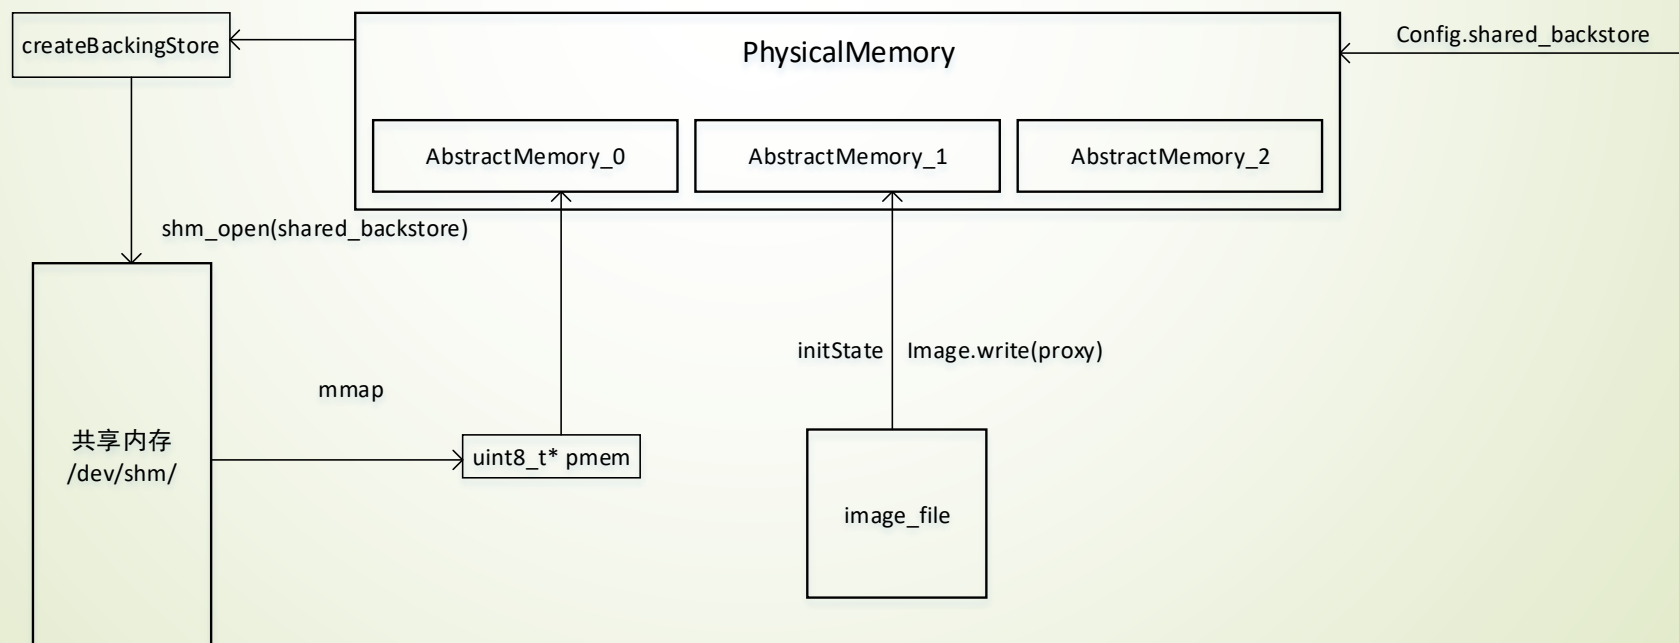 createBackingStore
PhysicalMemory
Config.shared_backstore
AbstractMemory_0
AbstractMemory_1
AbstractMemory_2
shm_open(shared_backstore)
initState
Image.write(proxy)
mmap
共享内存
/dev/shm/
uint8_t* pmem
image_file